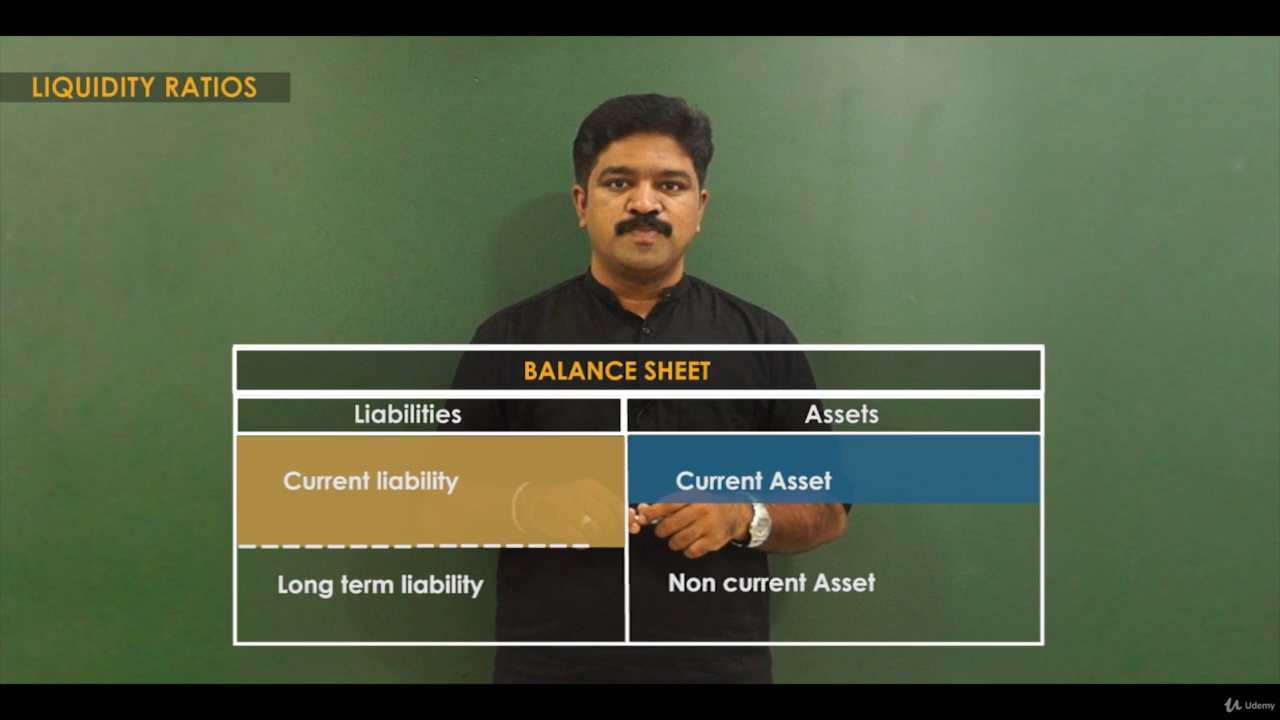 LIQUIDITY RATIOS
BALANCE SHEET
Liabilities
Assets
Current liability
Current Asset
Long term liability
Non current Asset
Udemy